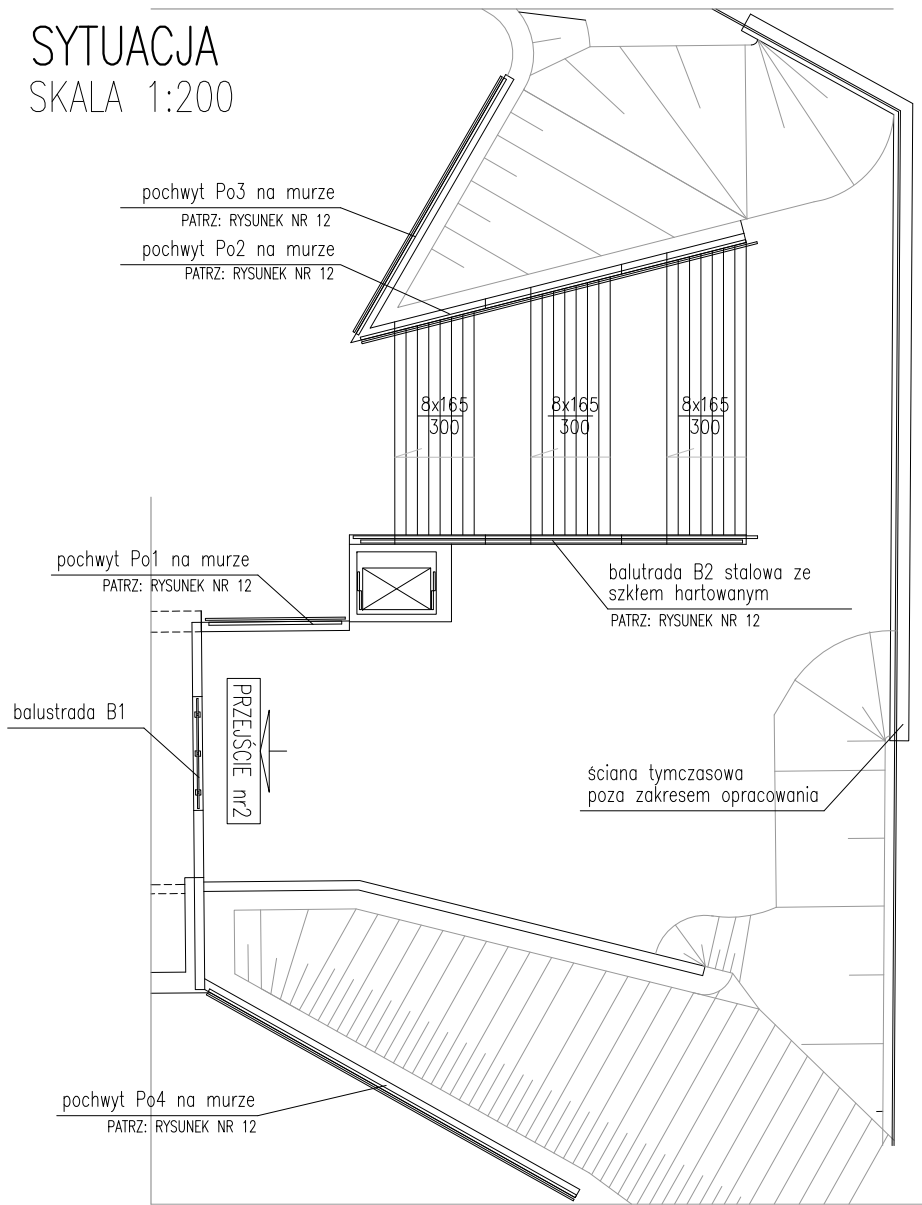 SYTUACJA
SKALA 1:200
pochwyt Po3 na murze
PATRZ: RYSUNEK NR 12
pochwyt Po2 na murze
PATRZ: RYSUNEK NR 12
8x165
300
8x165
300
8x165
300
pochwyt Po1 na murze
PATRZ: RYSUNEK NR 12
balutrada B2 stalowa ze
szkłem hartowanym
PATRZ: RYSUNEK NR 12
balustrada B1
PRZEJŚCIE nr2
ściana tymczasowa
poza zakresem opracowania
pochwyt Po4 na murze
PATRZ: RYSUNEK NR 12